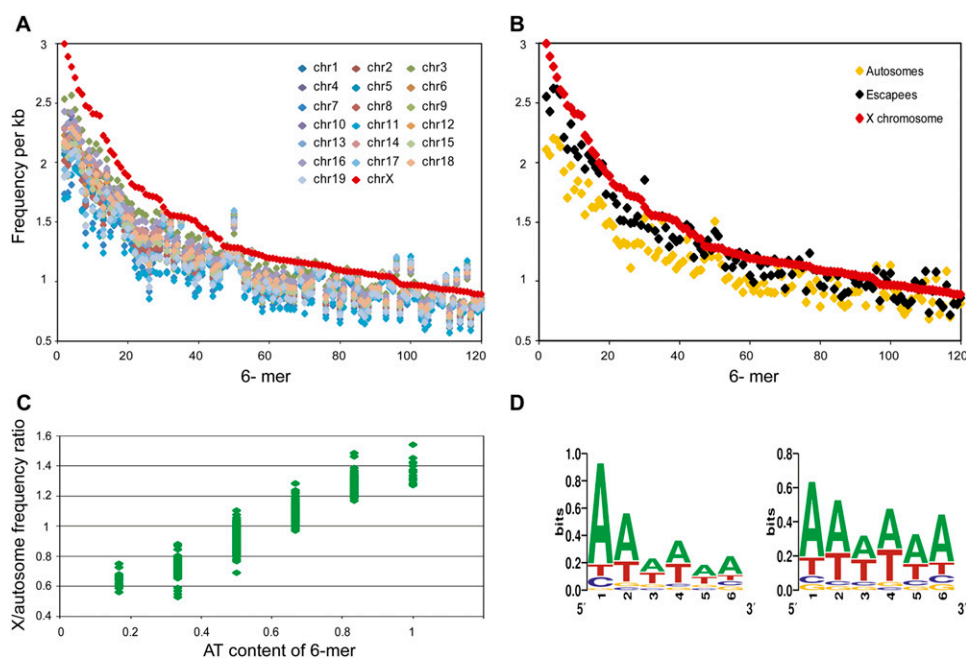 A
Frequency per kb
3
2.5
2
1.5
1
0.5
chr1 chr2 chr3
chr4 chr5 chr6
chr7 chr8 chr9
chr10 chr11 chr12
chr13 chr14 chr15
chr16 chr17 chr18
chr19 chrX
0 20 40 60 80 100 120
6- mer
B
3
2.5
2
1.5
1
0.5
Autosomes
Escapees
X chromosome
0 20 40 60 80 100 120
6- mer
C
X/autosome frequency ratio
1.6
1.4
1.2
1
0.8
0.6
0.4
0 0.2 0.4 0.6 0.8 1
AT content of 6-mer
D
bits
1.0
0.8
0.6
0.4
0.2
0.0
A A A A A A
T T T T T T
C C C C C C
G G G G G G
5´ 1 2 3 4 5 6 3´
bits
0.8
0.6
0.4
0.2
0.0
A A A A A A
T T T T T T
C C C C C C
G G G G G G
5´ 1 2 3 4 5 6 3´